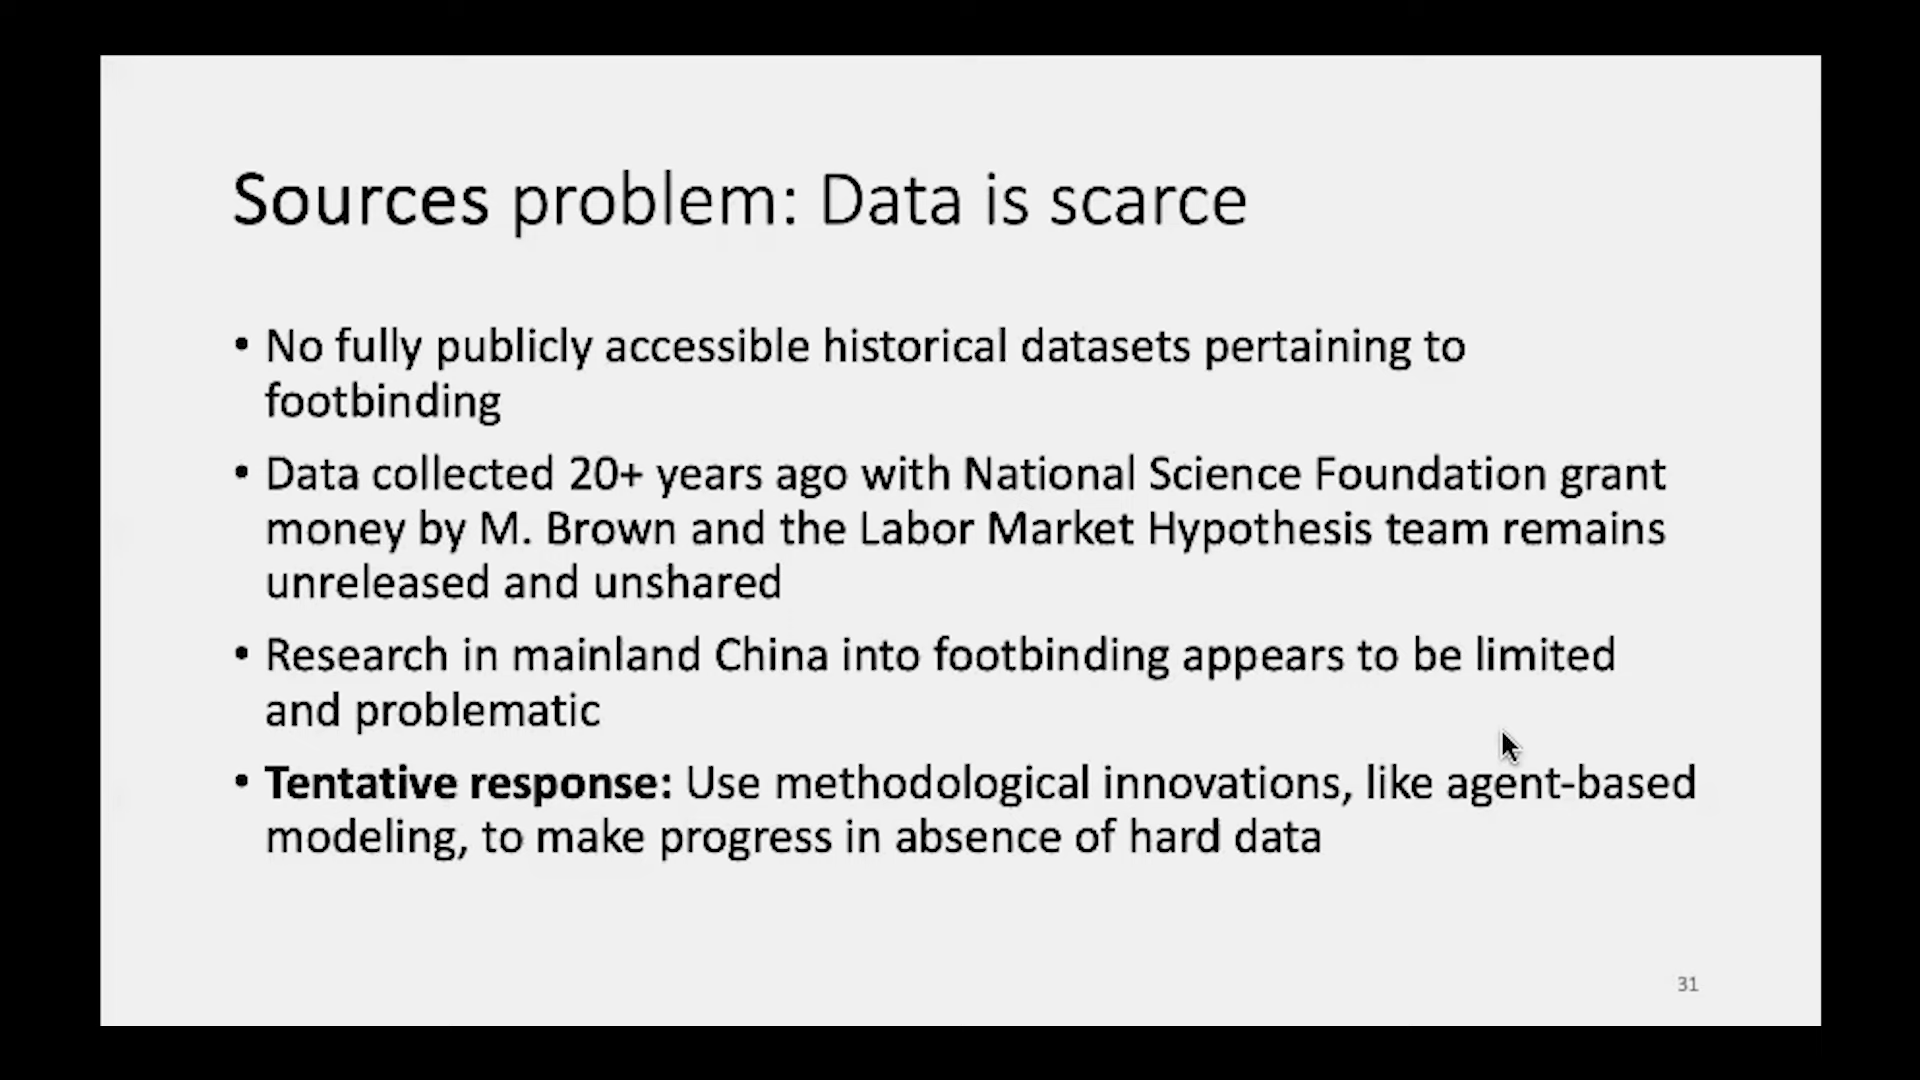 Sources problem: Data is scarce
• No fully publicly accessible historical datasets pertaining to
footbinding
• Data collected 20+ years ago with National Science Foundation grant
money by M. Brown and the Labor Market Hypothesis team remains
unreleased and unshared
• Research in mainland China into footbinding appears to be limited
and problematic
• Tentative response: Use methodological innovations, like agent-based
modeling, to make progress in absence of hard data
31